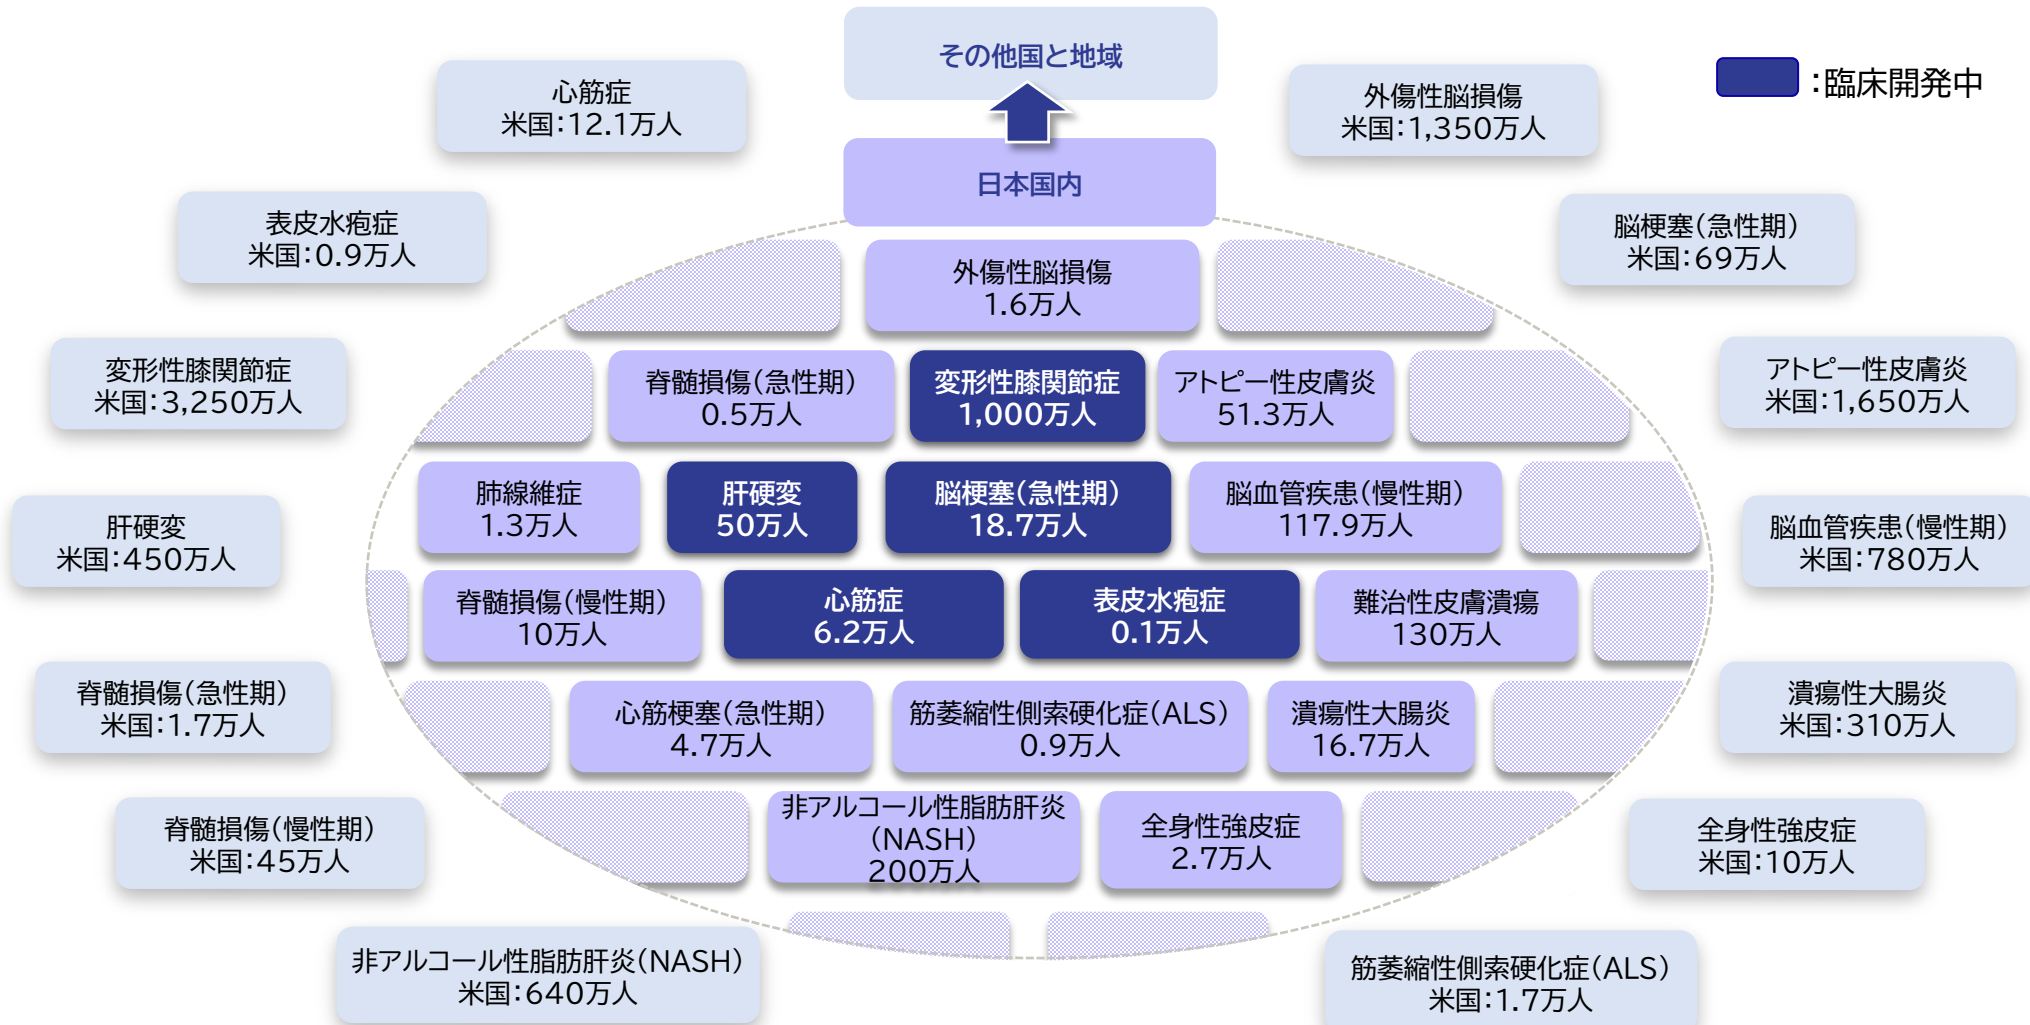 その他国と地域
:臨床開発中
心筋症
米国:12.1万人
外傷性脳損傷
米国:1,350万人
日本国内
表皮水疱症
米国:0.9万人
脳梗塞(急性期)
米国:69万人
外傷性脳損傷
1.6万人
変形性膝関節症
米国:3,250万人
脊髄損傷(急性期)
0.5万人
変形性膝関節症
1,000万人
アトピー性皮膚炎
51.3万人
アトピー性皮膚炎
米国:1,650万人
肝硬変
米国:450万人
肺線維症
1.3万人
肝硬変
50万人
脳梗塞(急性期)
18.7万人
脳血管疾患(慢性期)
117.9万人
脳血管疾患(慢性期)
米国:780万人
脊髄損傷(慢性期)
10万人
心筋症
6.2万人
表皮水疱症
0.1万人
難治性皮膚潰瘍
130万人
脊髄損傷(急性期)
米国:1.7万人
心筋梗塞(急性期)
4.7万人
筋萎縮性側索硬化症(ALS)
0.9万人
潰瘍性大腸炎
16.7万人
潰瘍性大腸炎
米国:310万人
脊髄損傷(慢性期)
米国:45万人
非アルコール性脂肪肝炎
(NASH)
200万人
全身性強皮症
2.7万人
全身性強皮症
米国:10万人
非アルコール性脂肪肝炎(NASH)
米国:640万人
筋萎縮性側索硬化症(ALS)
米国:1.7万人